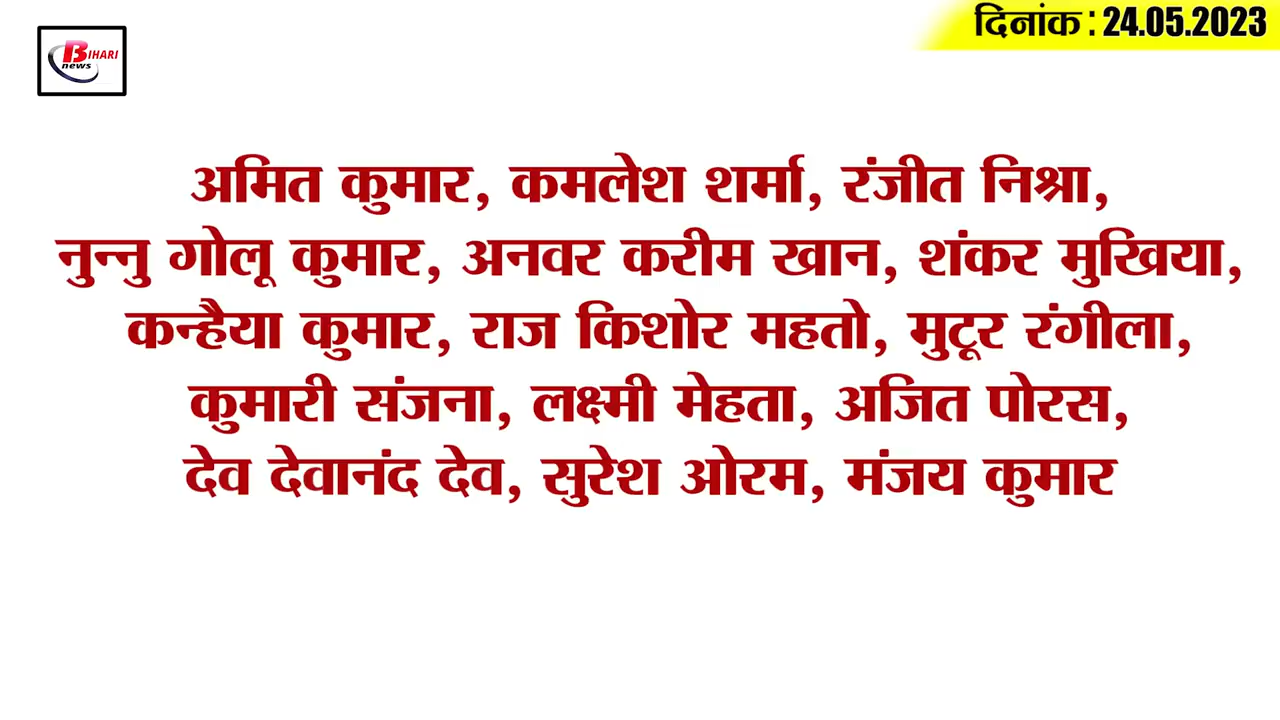 दिनांक : 24.05.2023
BIHARI
news
अमित कुमार, कमलेश शर्मा, रंजीत निश्रा,
नुन्नु गोलू कुमार, अनवर करीम खान, शंकर मुखिया,
कन्हैया कुमार, राज किशोर महतो, मुटूर रंगीला,
कुमारी संजना, लक्ष्मी मेहता, अजित पोरस,
देव देवानंद देव, सुरेश ओरम, मंजय कुमार